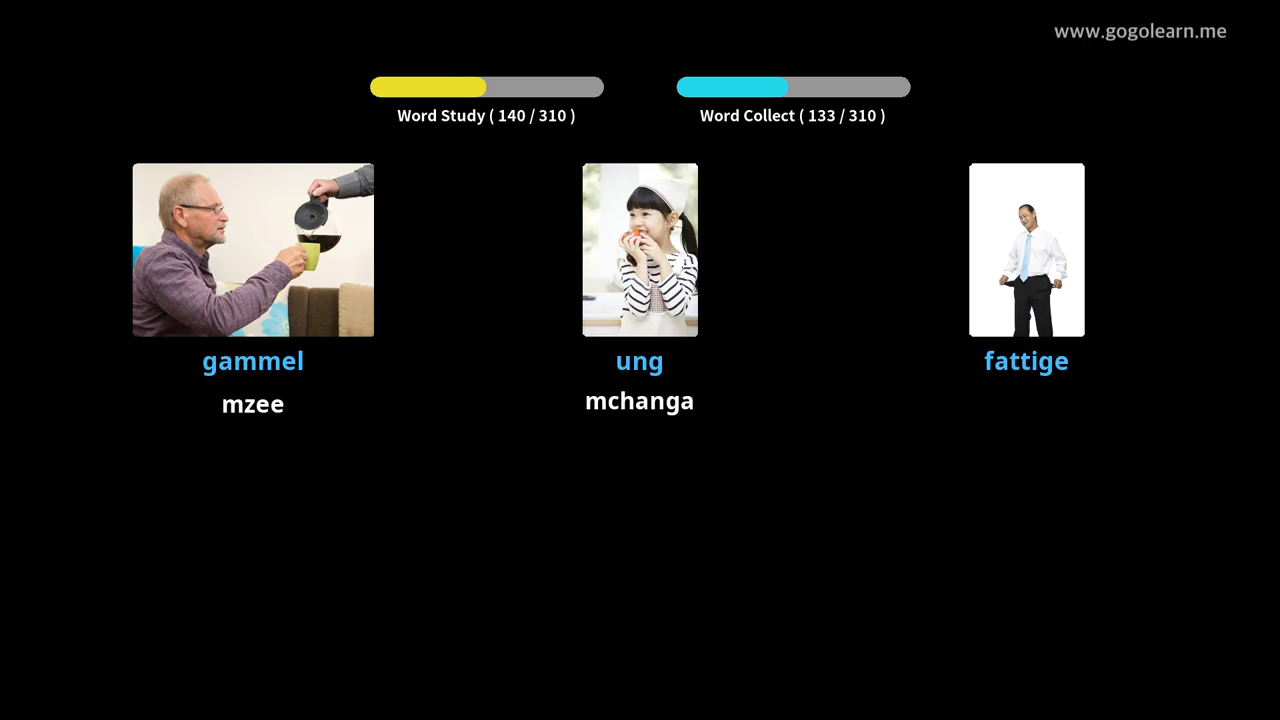 www.gogolearn.me
Word Study ( 140 / 310 )
Word Collect ( 133 / 310 )
gammel
ung
fattige
mzee
mchanga